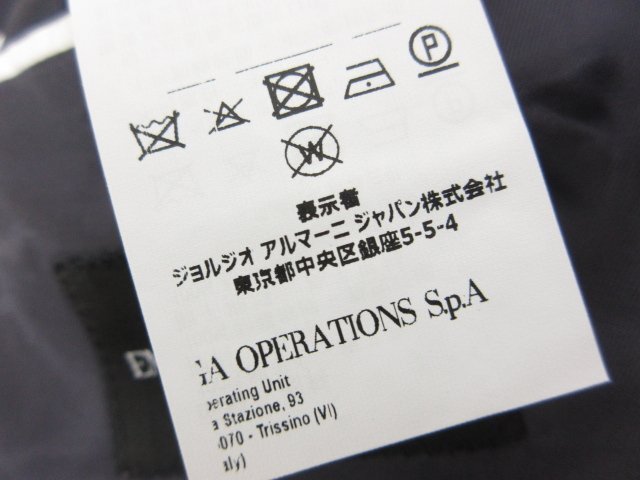 P
W
表示者
ジョルジオ アルマーニ ジャパン株式会社
東京都中央区銀座5-5-4
GA OPERATIONS S.p.A
perating Unit
a Stazione, 93
6070 - Trissino (VI)
aly)